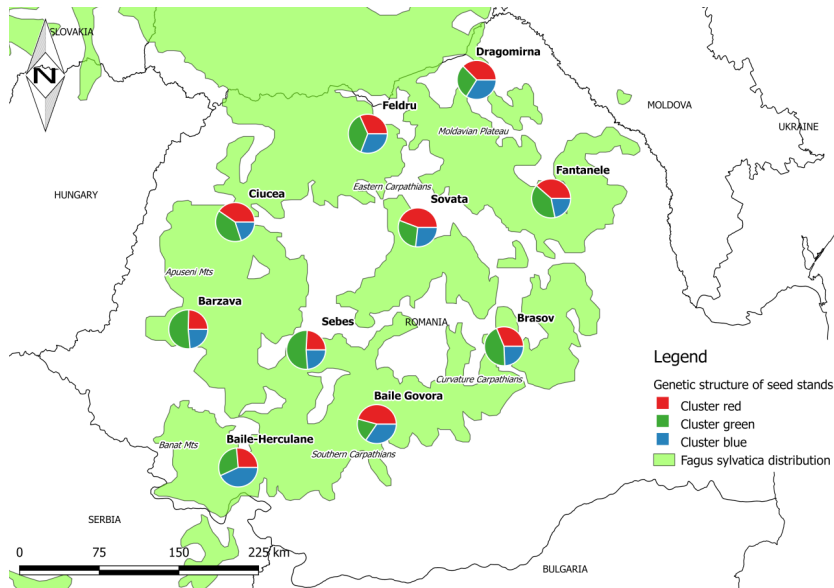 SLOVAKIA
N
Dragomirna
Feldru
MOLDOVA
Moldavian Plateau
UKRAINE
Fantanele
Eastern Carpathians
HUNGARY
Ciucea
Sovata
Apuseni Mts
Barzava
Sebes
ROMANIA
Brasov
Curvature Carpathians
Baile Govora
Banat Mts
Baile-Herculane
Southern Carpathians
SERBIA
BULGARIA
0 75 150 225 km
Legend
Genetic structure of seed stands
Cluster red
Cluster green
Cluster blue
Fagus sylvatica distribution